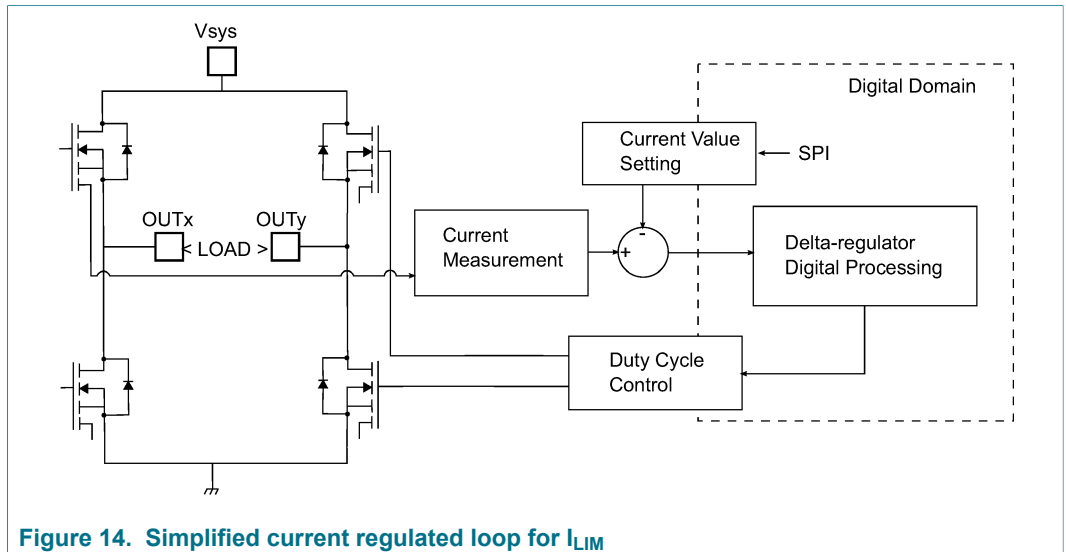 Vsys
Digital Domain
Current Value
Setting
SPI
OUTx
OUTy
< LOAD >
Current
Measurement
-
+
Delta-regulator
Digital Processing
Duty Cycle
Control
Figure 14. Simplified current regulated loop for ILIM